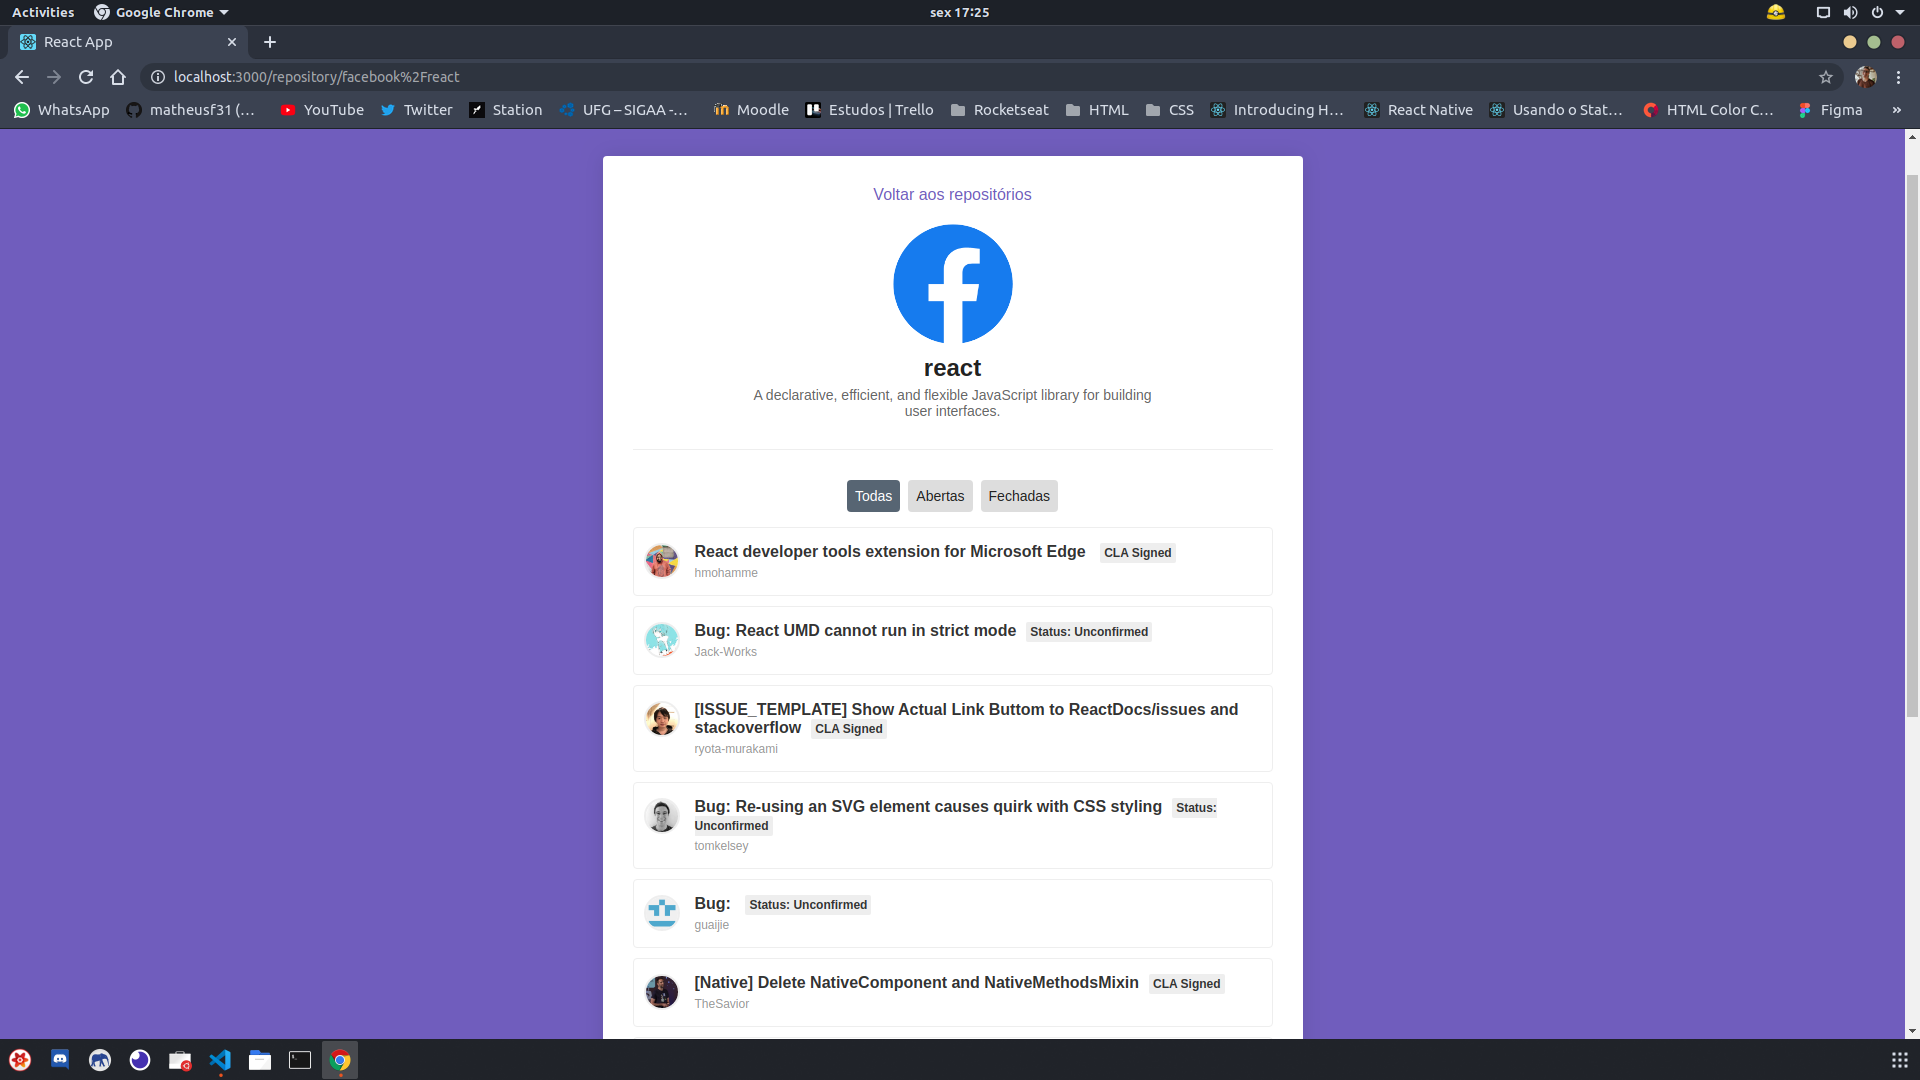 Activities
Google Chrome
sex 17:25
React App
localhost:3000/repository/facebook%2Freact
WhatsApp
matheusf31 (...
YouTube
Twitter
Station
UFG – SIGAA -...
Moodle
Estudos | Trello
Rocketseat
HTML
CSS
Introducing H...
React Native
Usando o Stat...
HTML Color C...
Figma
»
Voltar aos repositórios
react
A declarative, efficient, and flexible JavaScript library for building
user interfaces.
Todas
Abertas
Fechadas
React developer tools extension for Microsoft Edge CLA Signed
hmohamme
Bug: React UMD cannot run in strict mode Status: Unconfirmed
Jack-Works
[ISSUE_TEMPLATE] Show Actual Link Buttom to ReactDocs/issues and
stackoverflow CLA Signed
ryota-murakami
Bug: Re-using an SVG element causes quirk with CSS styling Status:
Unconfirmed
tomkelsey
Bug: Status: Unconfirmed
guaijie
[Native] Delete NativeComponent and NativeMethodsMixin CLA Signed
TheSavior